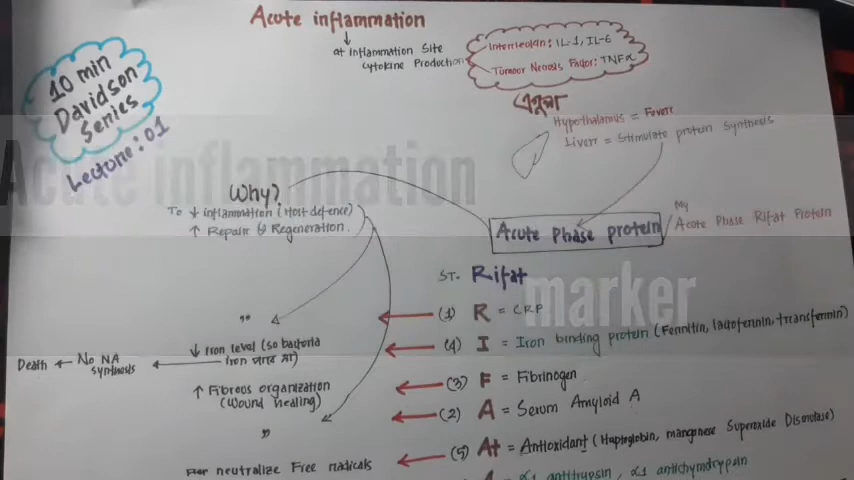 Acute inflammation
at Inflammation Site
Cytokine Production
Interleukin: IL-1, IL-6
Tumour Necrosis Factor: TNFα
10 min
Davidson
Series
Lecture: 01
Hypothalamus = Fever
Liver = Stimulate protein synthesis
Acute inflammation
Why?
To ↓ inflammation (Host defence)
↑ Repair & Regeneration.
Acute Phase protein
My
Acute Phase Rifat Protein
ST. Rifat
marker
(1) R = CRP
(4) I = Iron binding protein (Ferritin, lactoferrin, transferrin)
(3) F = Fibrinogen
(2) A = Serum Amyloid A
(5) At = Antioxidant (Haptoglobin, manganese Superoxide Dismutase)
α1 antitrypsin, α1 antichymotrypsin
↓ Iron level (so bacteria
Iron পাবে না)
Death ← No NA
synthesis
↑ Fibrous organization
(Wound healing)
neutralize Free radicals